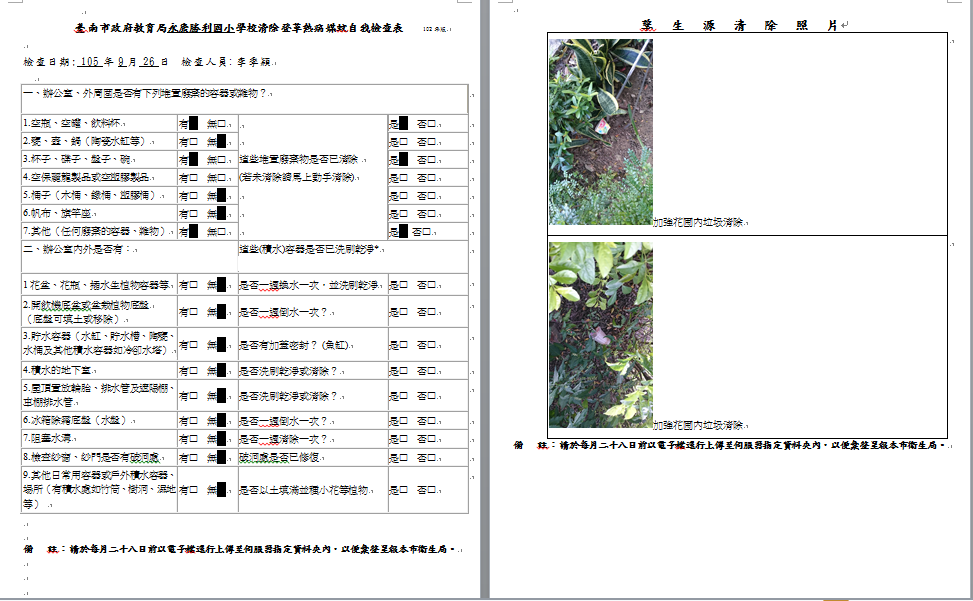 臺南市政府教育局永康勝利國小學校清除登革熱病媒蚊自我檢查表 102年版
檢查日期：105 年 9 月 26 日 檢查人員：李季穎
一、辦公室、外周圍是否有下列堆置廢棄的容器或雜物？
1.空瓶、空罐、飲料杯 有■ 無□ 是■ 否□
2.甕、壺、鍋（陶瓷水缸等） 有□ 無■ 是□ 否□
3.杯子、碟子、盤子、碗 有■ 無□ 這些堆置廢棄物是否已清除 是■ 否□
4.空保麗龍製品或空塑膠製品 有□ 無■ (若未清除請馬上動手清除) 是□ 否□
5.桶子（水桶、鐵桶、塑膠桶） 有□ 無■ 是□ 否□
6.帆布、旗竿座 有□ 無■ 是□ 否□
7.其他（任何廢棄的容器、雜物） 有■ 無□ 是■ 否□
二、辦公室內外是否有： 這些(積水)容器是否已洗刷乾淨*
1 花盆、花瓶、插水生植物容器等 有□ 無■ 是否一週換水一次，並洗刷乾淨 是□ 否□
2.開飲機底盆或盆栽植物底盤
（底盤可填土或移除） 有□ 無■ 是否一週倒水一次？ 是□ 否□
3.貯水容器（水缸、貯水槽、陶甕、
水桶及其他積水容器如冷卻水塔） 有□ 無■ 是否有加蓋密封？ (魚缸) 是□ 否□
4.積水的地下室 有□ 無■ 是否洗刷乾淨或清除？ 是□ 否□
5.屋頂置放輪胎、排水管及遮陽棚、
車棚排水管 有□ 無■ 是否洗刷乾淨或清除？ 是□ 否□
6.冰箱除霜底盤（水盤） 有□ 無■ 是否一週倒水一次？ 是□ 否□
7.阻塞水溝 有□ 無■ 是否一週清除一次？ 是□ 否□
8.檢查紗窗、紗門是否有破洞處 有□ 無■ 破洞處是否已修復 是□ 否□
9.其他日常用容器或戶外積水容器、
場所（有積水處如竹筒、樹洞、濕地
等） 有□ 無■ 是否以土填滿並種小花等植物 是□ 否□
備 註：請於每月二十八日前以電子檔逕行上傳至伺服器指定資料夾內，以便彙整呈報本市衛生局。
孳 生 源 清 除 照 片
加強花園內垃圾清除
加強花園內垃圾清除
備 註：請於每月二十八日前以電子檔逕行上傳至伺服器指定資料夾內，以便彙整呈報本市衛生局。